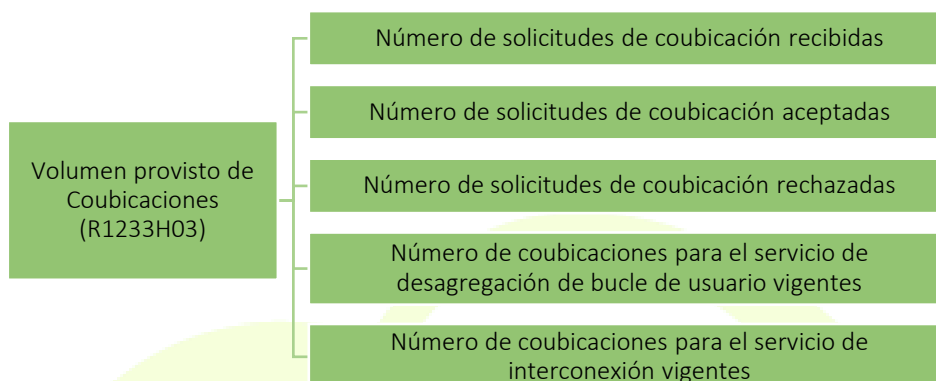 Número de solicitudes de coubicación recibidas
Número de solicitudes de coubicación aceptadas
Volumen provisto de
Coubicaciones
(R1233H03)
Número de solicitudes de coubicación rechazadas
Número de coubicaciones para el servicio de
desagregación de bucle de usuario vigentes
Número de coubicaciones para el servicio de
interconexión vigentes